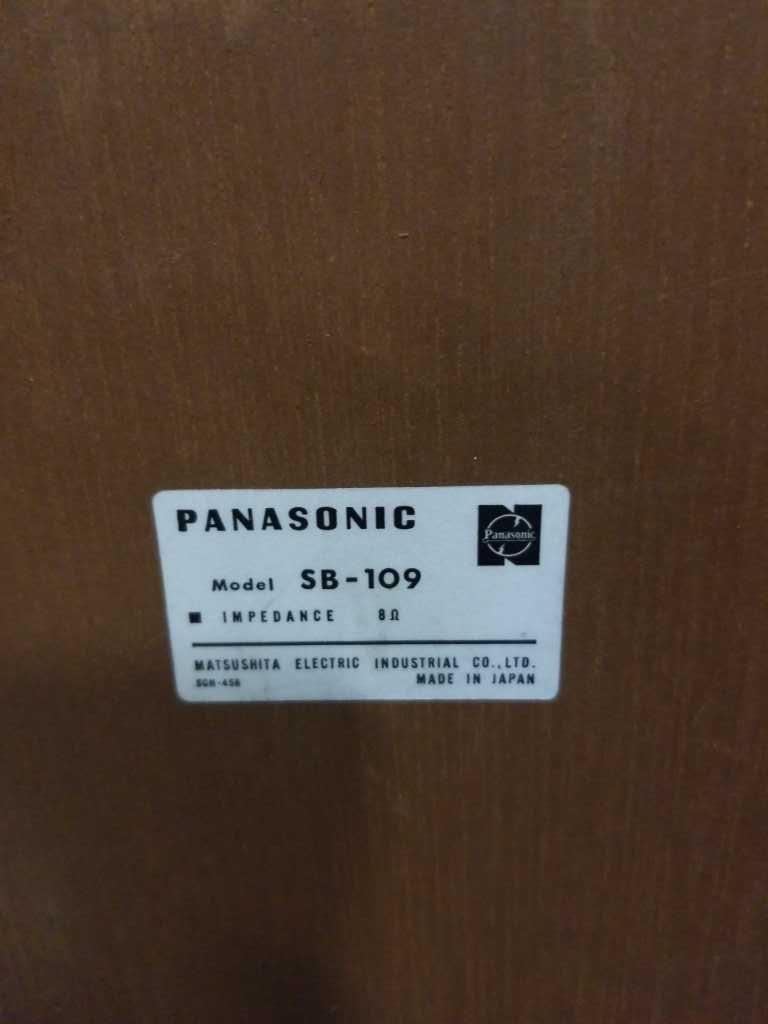 PANASONIC
Panasonic
Model SB-109
■ IMPEDANCE 8Ω
MATSUSHITA ELECTRIC INDUSTRIAL CO.,LTD.
MADE IN JAPAN